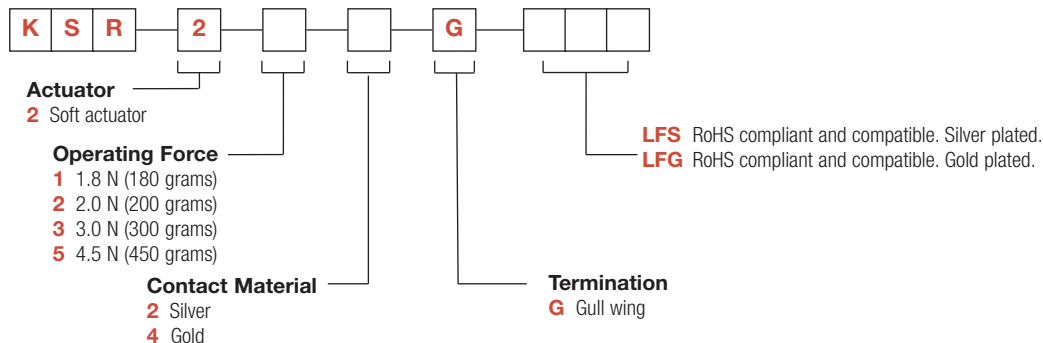 K S R 2 G
Actuator
2 Soft actuator
LFS RoHS compliant and compatible. Silver plated.
LFG RoHS compliant and compatible. Gold plated.
Operating Force
1 1.8 N (180 grams)
2 2.0 N (200 grams)
3 3.0 N (300 grams)
5 4.5 N (450 grams)
Contact Material
2 Silver
4 Gold
Termination
G Gull wing